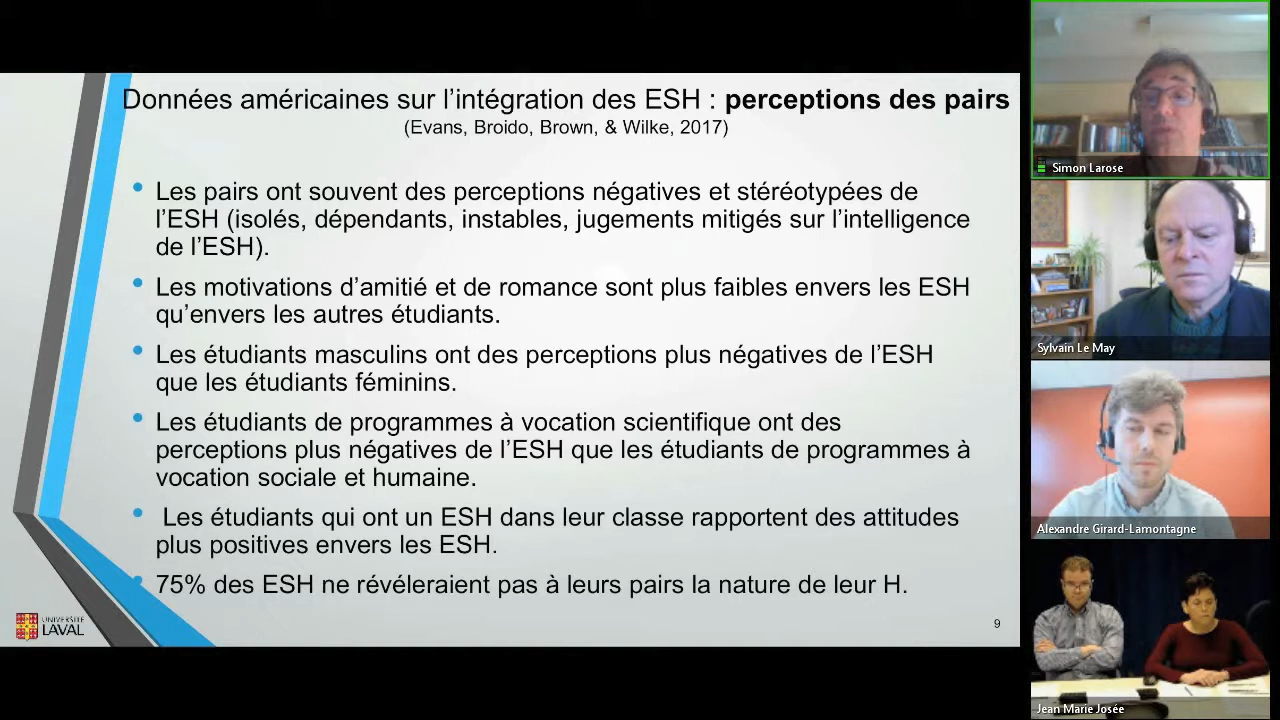 Données américaines sur l’intégration des ESH : perceptions des pairs
(Evans, Broido, Brown, & Wilke, 2017)
• Les pairs ont souvent des perceptions négatives et stéréotypées de
l’ESH (isolés, dépendants, instables, jugements mitigés sur l’intelligence
de l’ESH).
• Les motivations d’amitié et de romance sont plus faibles envers les ESH
qu’envers les autres étudiants.
• Les étudiants masculins ont des perceptions plus négatives de l’ESH
que les étudiants féminins.
• Les étudiants de programmes à vocation scientifique ont des
perceptions plus négatives de l’ESH que les étudiants de programmes à
vocation sociale et humaine.
• Les étudiants qui ont un ESH dans leur classe rapportent des attitudes
plus positives envers les ESH.
• 75% des ESH ne révéleraient pas à leurs pairs la nature de leur H.
UNIVERSITÉ
LAVAL
9
Simon Larose
Sylvain Le May
Alexandre Girard-Lamontagne
Jean Marie Josée